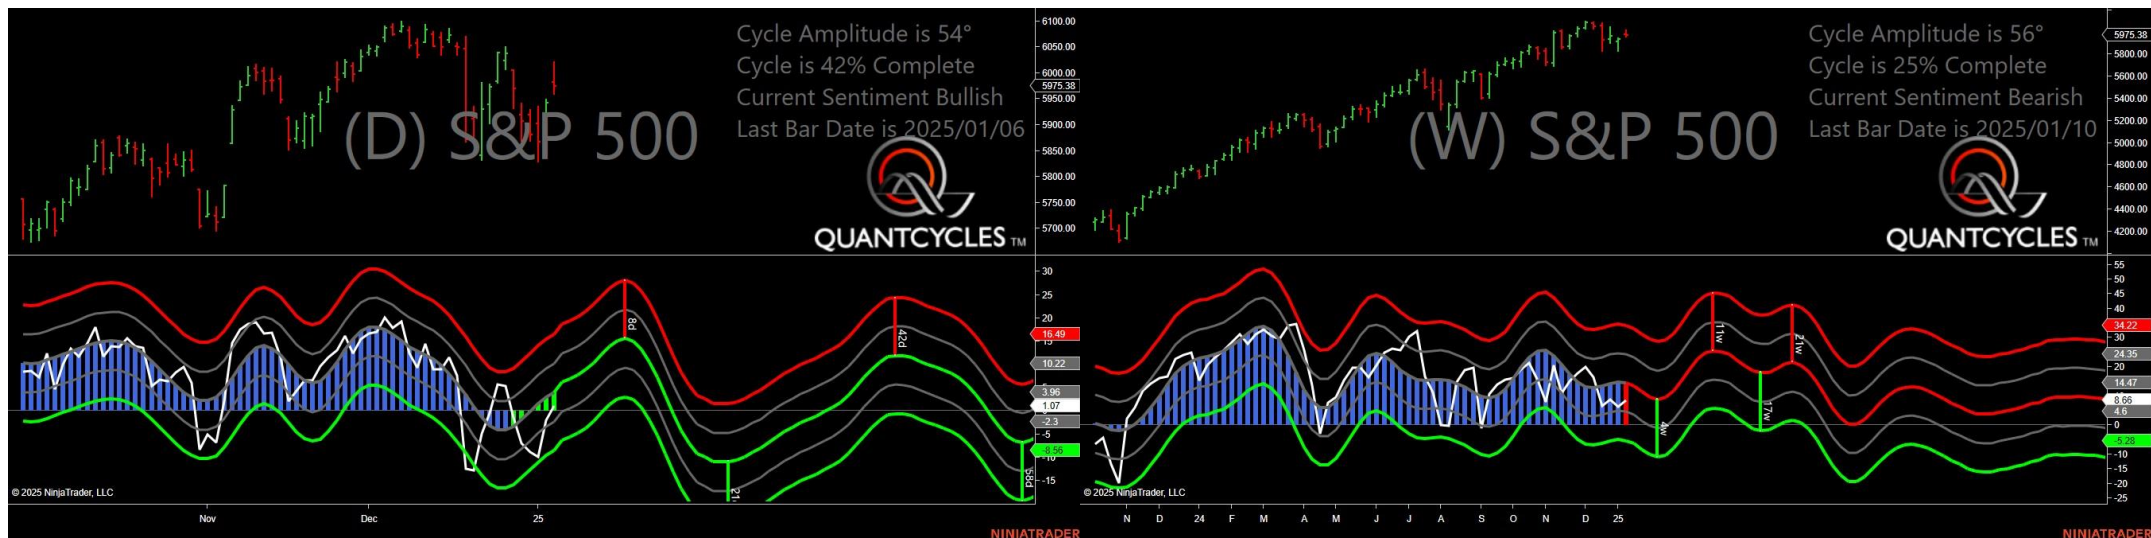 Cycle Amplitude is 54°
Cycle is 42% Complete
Current Sentiment Bullish
Last Bar Date is 2025/01/06
(D) S&P 500
QUANTCYCLES TM
6100.00
6050.00
6000.00
5975.38
5950.00
5900.00
5850.00
5800.00
5750.00
5700.00
30
25
20
16.49
15
10.22
3.96
1.07
-2.3
-5
-8.56
-10
-15
8d
42d
21
58d
© 2025 NinjaTrader, LLC
Nov
Dec
25
NINJATRADER
Cycle Amplitude is 56°
Cycle is 25% Complete
Current Sentiment Bearish
Last Bar Date is 2025/01/10
(W) S&P 500
QUANTCYCLES TM
5975.38
5800.00
5600.00
5400.00
5200.00
5000.00
4800.00
4600.00
4400.00
4200.00
55
50
45
40
34.22
24.35
20
14.47
8.66
4.6
0
-5.28
-10
-15
-20
-25
11w
21w
17w
4w
© 2025 NinjaTrader, LLC
N
D
24
F
M
A
M
J
J
A
S
O
N
D
25
NINJATRADER